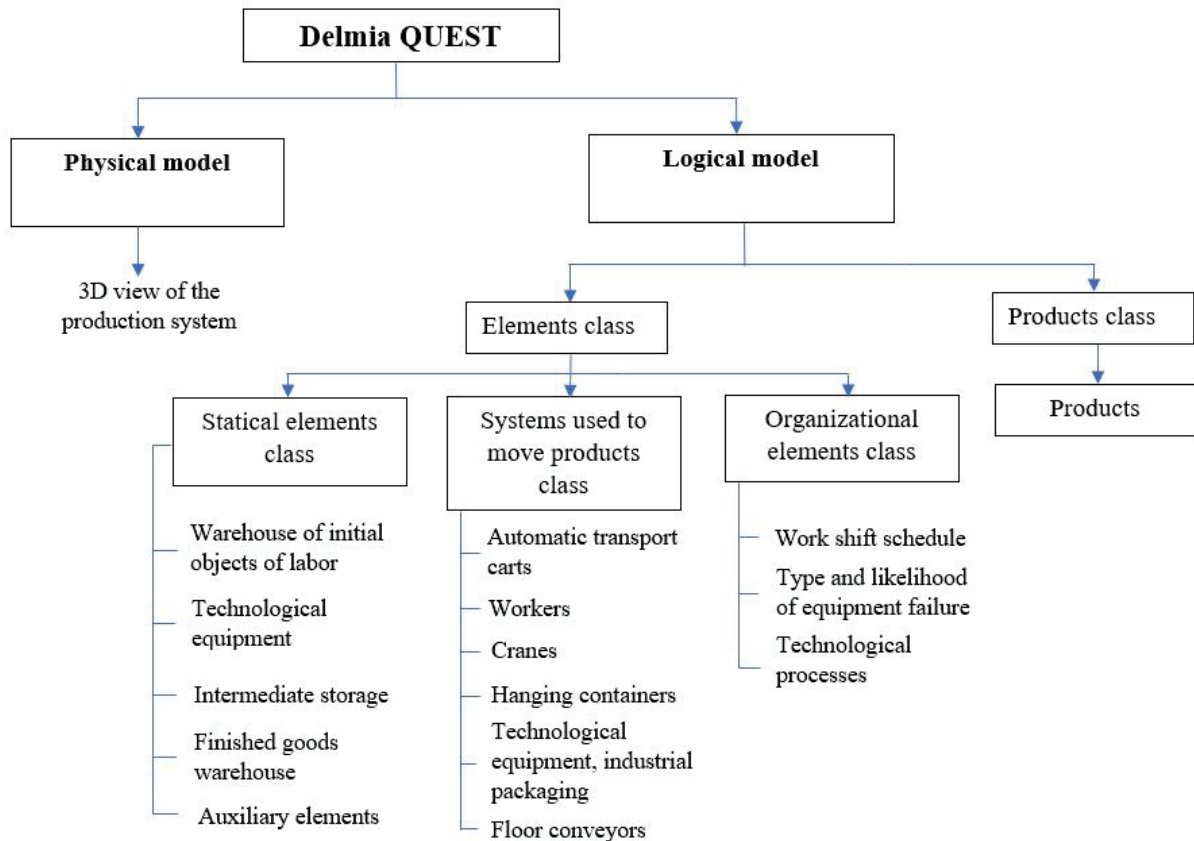 Delmia QUEST
Physical model
Logical model
3D view of the
production system
Elements class
Products class
Products
Statical elements
class
Systems used to
move products
class
Organizational
elements class
Warehouse of initial
objects of labor
Technological
equipment
Intermediate storage
Finished goods
warehouse
Auxiliary elements
Automatic transport
carts
Workers
Cranes
Hanging containers
Technological
equipment, industrial
packaging
Floor conveyors
Work shift schedule
Type and likelihood
of equipment failure
Technological
processes